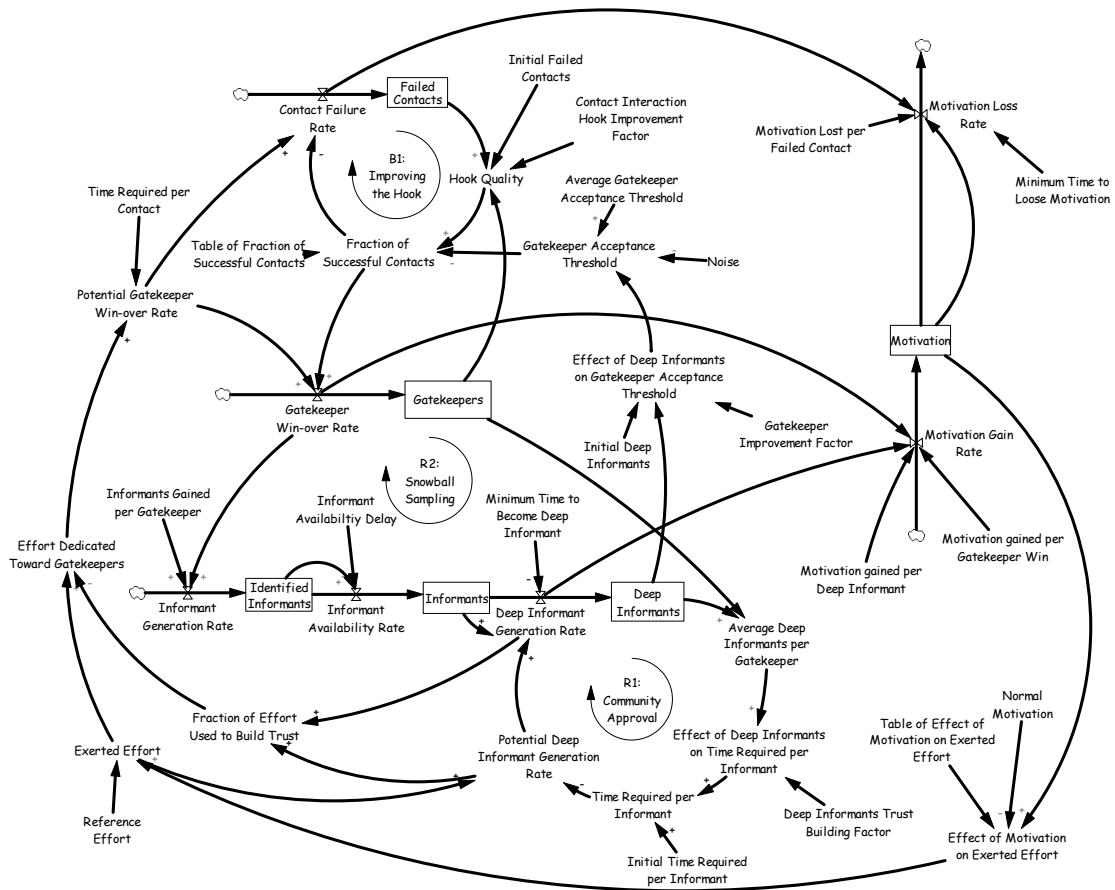 Initial Failed
Contacts
Failed
Contacts
Contact Failure
Rate
Contact Interaction
Hook Improvement
Factor
Motivation Lost per
Failed Contact
Motivation Loss
Rate
Minimum Time to
Loose Motivation
B1:
Improving
the Hook
Hook Quality
Time Required per
Contact
Average Gatekeeper
Acceptance Threshold
Table of Fraction of
Successful Contacts
Fraction of
Successful Contacts
Gatekeeper Acceptance
Threshold
Noise
Potential Gatekeeper
Win-over Rate
Motivation
Effect of Deep Informants
on Gatekeeper Acceptance
Threshold
Gatekeepers
Gatekeeper
Win-over Rate
Initial Deep
Informants
Gatekeeper
Improvement Factor
Motivation Gain
Rate
R2:
Snowball
Sampling
Informants Gained
per Gatekeeper
Informant
Availabiltiy Delay
Minimum Time to
Become Deep
Informant
Motivation gained per
Deep Informant
Motivation gained per
Gatekeeper Win
Effort Dedicated
Toward Gatekeepers
Identified
Informants
Informants
Deep
Informants
Informant
Generation Rate
Informant
Availability Rate
Deep Informant
Generation Rate
Average Deep
Informants per
Gatekeeper
R1:
Community
Approval
Fraction of Effort
Used to Build Trust
Potential Deep
Informant Generation
Rate
Effect of Deep Informants
on Time Required per
Informant
Normal
Motivation
Table of Effect of
Motivation on Exerted
Effort
Exerted Effort
Reference
Effort
Time Required per
Informant
Deep Informants Trust
Building Factor
Initial Time Required
per Informant
Effect of Motivation
on Exerted Effort